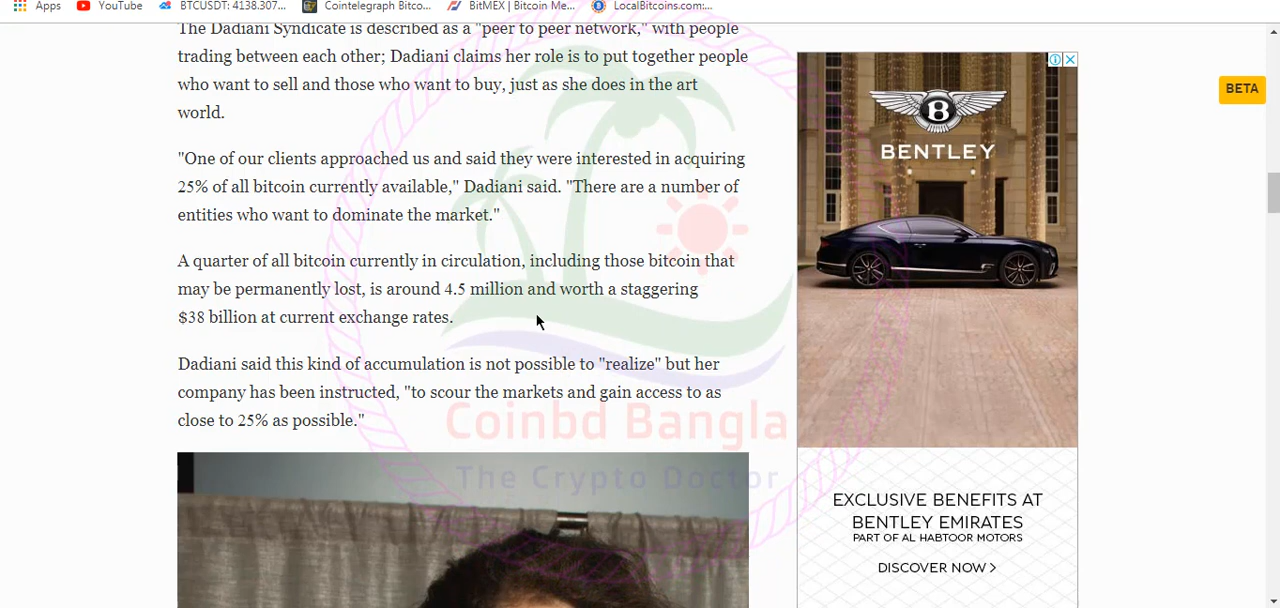 Apps
YouTube
BTCUSDT: 4138.307...
Cointelegraph Bitco...
BitMEX | Bitcoin Me...
LocalBitcoins.com:...
The Dadiani Syndicate is described as a "peer to peer network," with people
trading between each other; Dadiani claims her role is to put together people
who want to sell and those who want to buy, just as she does in the art
world.
"One of our clients approached us and said they were interested in acquiring
25% of all bitcoin currently available," Dadiani said. "There are a number of
entities who want to dominate the market."
A quarter of all bitcoin currently in circulation, including those bitcoin that
may be permanently lost, is around 4.5 million and worth a staggering
$38 billion at current exchange rates.
Dadiani said this kind of accumulation is not possible to "realize" but her
company has been instructed, "to scour the markets and gain access to as
close to 25% as possible."
Coinbd Bangla
The Crypto Doctor
B
BENTLEY
EXCLUSIVE BENEFITS AT
BENTLEY EMIRATES
PART OF AL HABTOOR MOTORS
DISCOVER NOW >
BETA